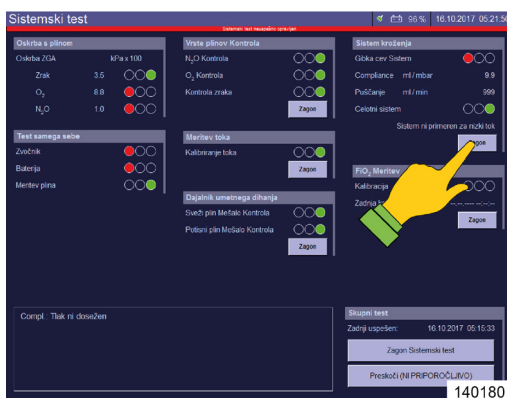 Sistemski test
96 %
16.10.2017 05:21:50
Sistemski test neuspešno opravljen
Oskrba s plinom
Oskrba ZGA kPa x 100
Zrak 3.5
O₂ 8.8
N₂O 1.0
Test samega sebe
Zvočnik
Baterija
Meritev plina
Vrste plinov Kontrola
N₂O Kontrola
O₂ Kontrola
Kontrola zraka
Zagon
Meritev toka
Kalibriranje toka
Zagon
Dajalnik umetnega dihanja
Sveži plin Mešalo Kontrola
Potisni plin Mešalo Kontrola
Zagon
Sistem kroženja
Gibka cev Sistem
Compliance ml / mbar 9.9
Puščanje ml / min 999
Celotni sistem
Sistem ni primeren za nizki tok
Zagon
FiO₂ Meritev
Kalibracija
Zadnja
Zagon
Compl.: Tlak ni dosežen
Skupni test
Zadnji uspešen: 16.10.2017 05:15:33
Zagon Sistemski test
Preskoči (NI PRIPOROČLJIVO)
140180